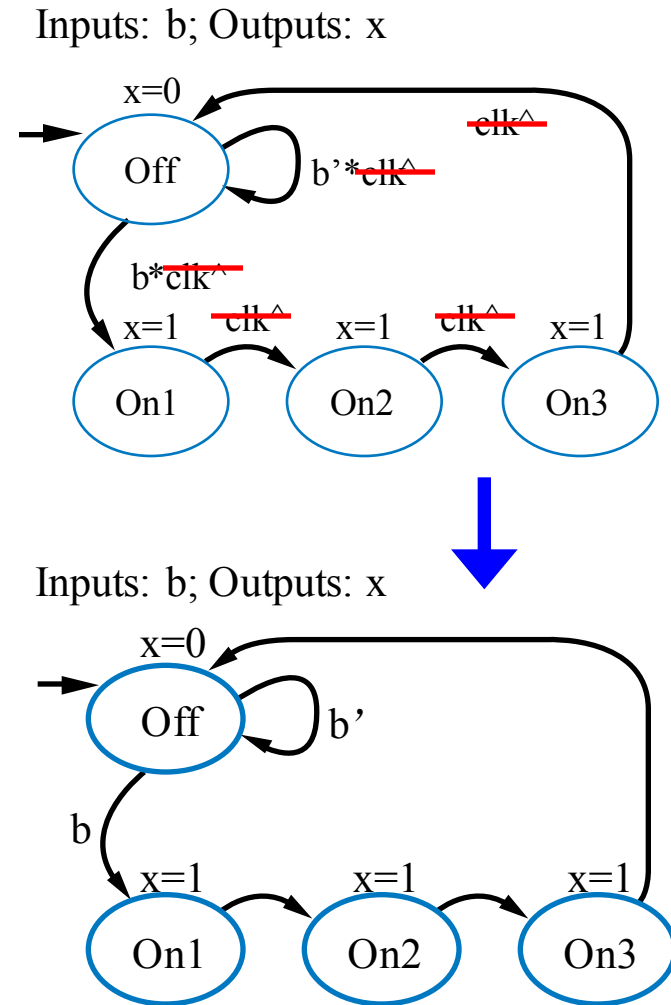 Inputs: b; Outputs: x
x=0
clk^
Off
b’*clk^
b*clk^
x=1
clk^
x=1
clk^
x=1
On1
On2
On3
Inputs: b; Outputs: x
x=0
Off
b’
b
x=1
x=1
x=1
On1
On2
On3